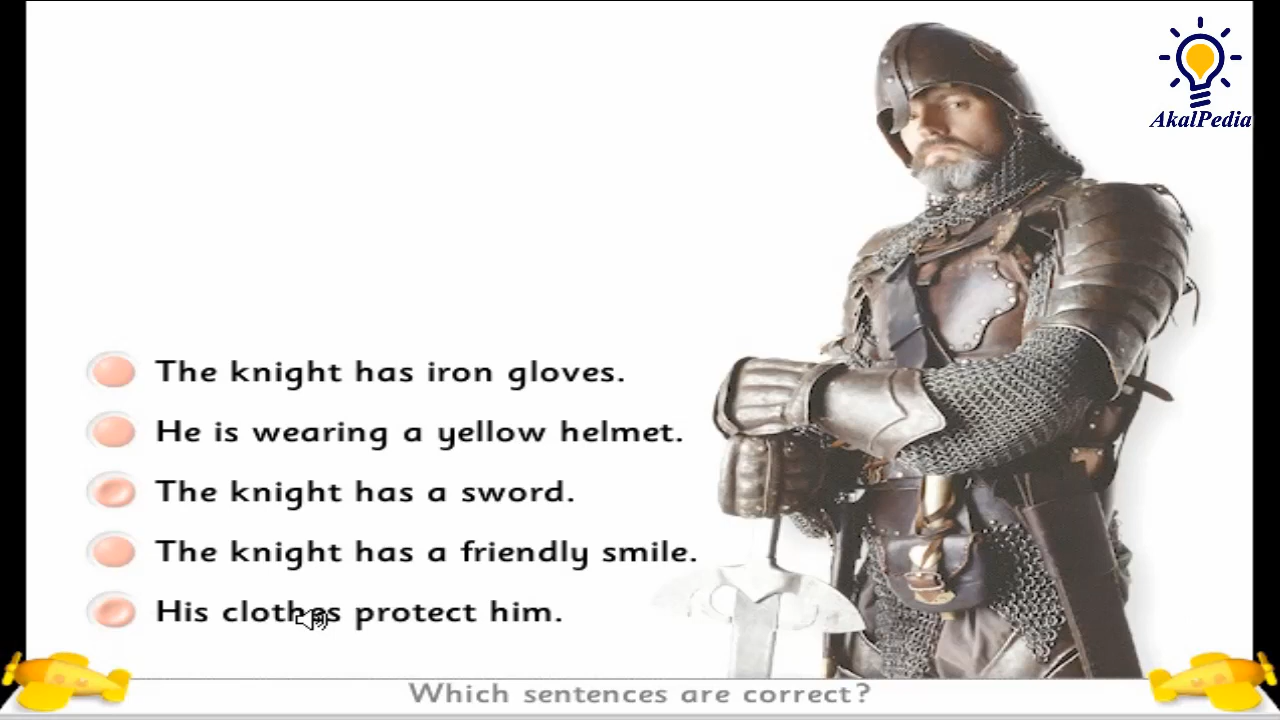 AkalPedia
The knight has iron gloves.
He is wearing a yellow helmet.
The knight has a sword.
The knight has a friendly smile.
His clothes protect him.
Which sentences are correct?